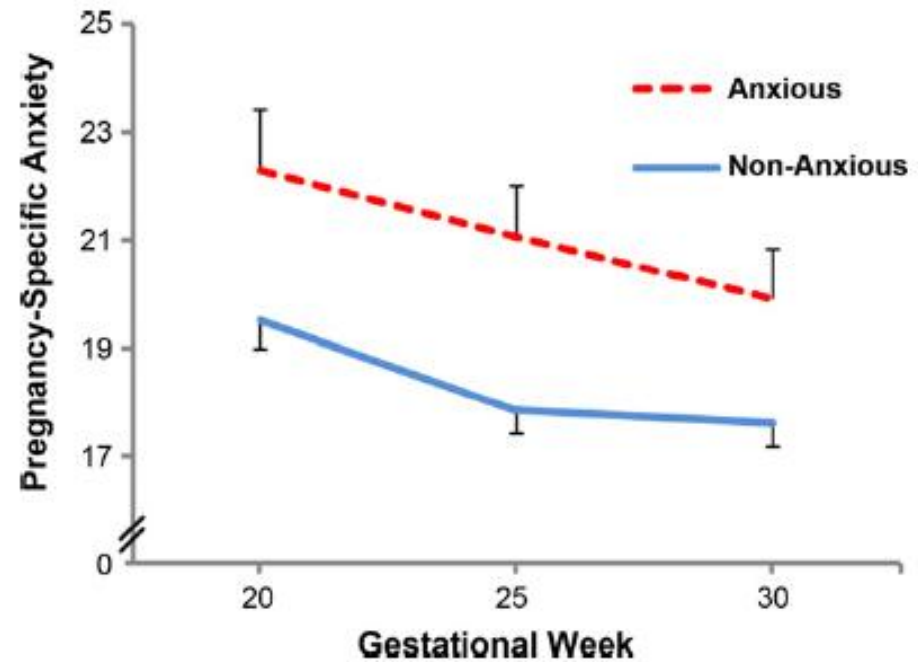 Pregnancy-Specific Anxiety
25
23
21
19
17
0
Anxious
Non-Anxious
20 25 30
Gestational Week